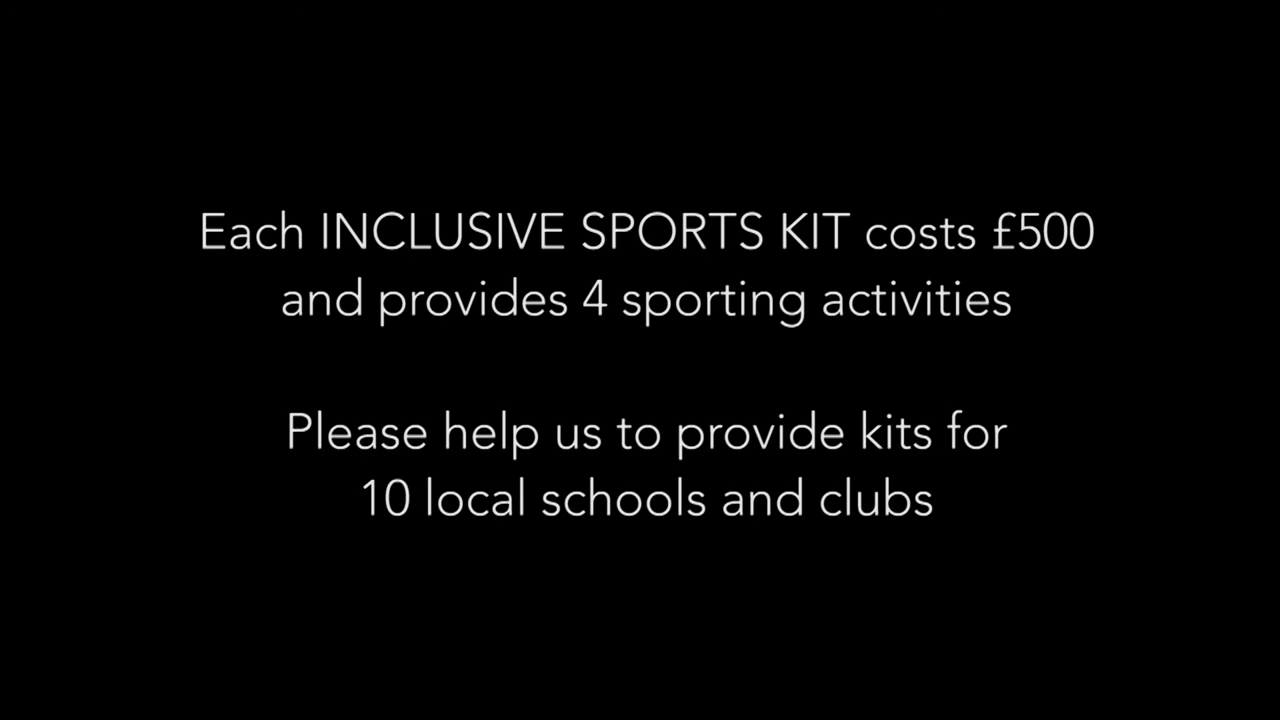 Each INCLUSIVE SPORTS KIT costs £500
and provides 4 sporting activities
Please help us to provide kits for
10 local schools and clubs